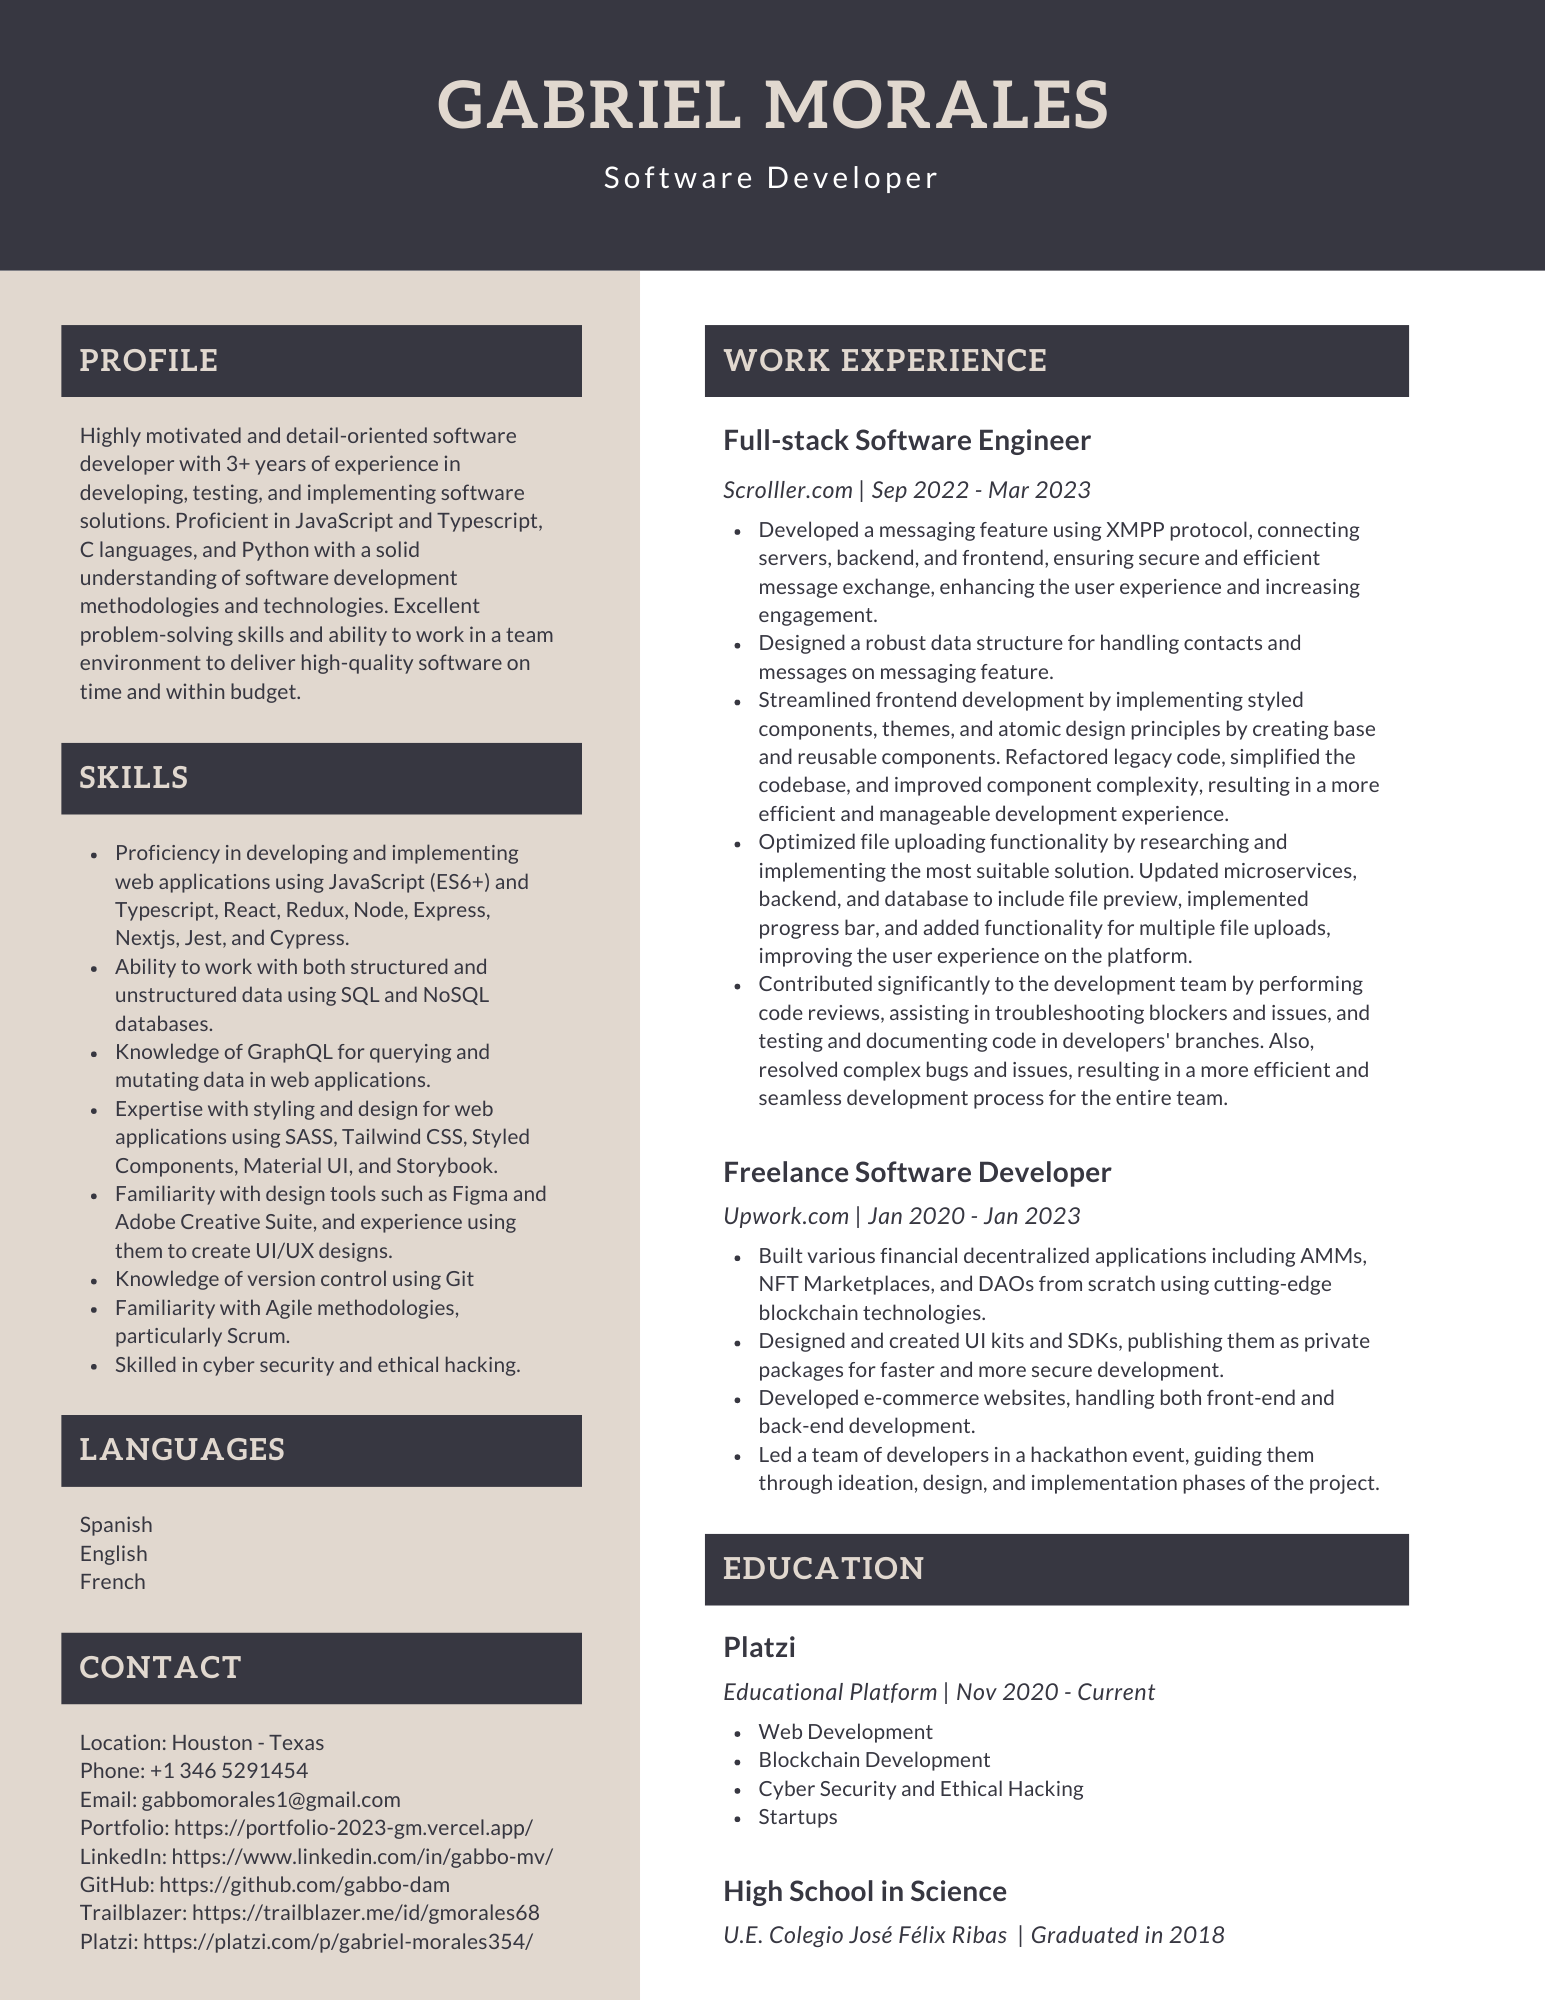 GABRIEL MORALES
Software Developer
PROFILE
Highly motivated and detail-oriented software
developer with 3+ years of experience in
developing, testing, and implementing software
solutions. Proficient in JavaScript and Typescript,
C languages, and Python with a solid
understanding of software development
methodologies and technologies. Excellent
problem-solving skills and ability to work in a team
environment to deliver high-quality software on
time and within budget.
SKILLS
• Proficiency in developing and implementing
web applications using JavaScript (ES6+) and
Typescript, React, Redux, Node, Express,
Nextjs, Jest, and Cypress.
• Ability to work with both structured and
unstructured data using SQL and NoSQL
databases.
• Knowledge of GraphQL for querying and
mutating data in web applications.
• Expertise with styling and design for web
applications using SASS, Tailwind CSS, Styled
Components, Material UI, and Storybook.
• Familiarity with design tools such as Figma and
Adobe Creative Suite, and experience using
them to create UI/UX designs.
• Knowledge of version control using Git
• Familiarity with Agile methodologies,
particularly Scrum.
• Skilled in cyber security and ethical hacking.
LANGUAGES
Spanish
English
French
CONTACT
Location: Houston - Texas
Phone: +1 346 5291454
Email: gabbomorales1@gmail.com
Portfolio: https://portfolio-2023-gm.vercel.app/
LinkedIn: https://www.linkedin.com/in/gabbo-mv/
GitHub: https://github.com/gabbo-dam
Trailblazer: https://trailblazer.me/id/gmorales68
Platzi: https://platzi.com/p/gabriel-morales354/
WORK EXPERIENCE
Full-stack Software Engineer
Scrolller.com | Sep 2022 - Mar 2023
• Developed a messaging feature using XMPP protocol, connecting
servers, backend, and frontend, ensuring secure and efficient
message exchange, enhancing the user experience and increasing
engagement.
• Designed a robust data structure for handling contacts and
messages on messaging feature.
• Streamlined frontend development by implementing styled
components, themes, and atomic design principles by creating base
and reusable components. Refactored legacy code, simplified the
codebase, and improved component complexity, resulting in a more
efficient and manageable development experience.
• Optimized file uploading functionality by researching and
implementing the most suitable solution. Updated microservices,
backend, and database to include file preview, implemented
progress bar, and added functionality for multiple file uploads,
improving the user experience on the platform.
• Contributed significantly to the development team by performing
code reviews, assisting in troubleshooting blockers and issues, and
testing and documenting code in developers' branches. Also,
resolved complex bugs and issues, resulting in a more efficient and
seamless development process for the entire team.
Freelance Software Developer
Upwork.com | Jan 2020 - Jan 2023
• Built various financial decentralized applications including AMMs,
NFT Marketplaces, and DAOs from scratch using cutting-edge
blockchain technologies.
• Designed and created UI kits and SDKs, publishing them as private
packages for faster and more secure development.
• Developed e-commerce websites, handling both front-end and
back-end development.
• Led a team of developers in a hackathon event, guiding them
through ideation, design, and implementation phases of the project.
EDUCATION
Platzi
Educational Platform | Nov 2020 - Current
• Web Development
• Blockchain Development
• Cyber Security and Ethical Hacking
• Startups
High School in Science
U.E. Colegio José Félix Ribas | Graduated in 2018